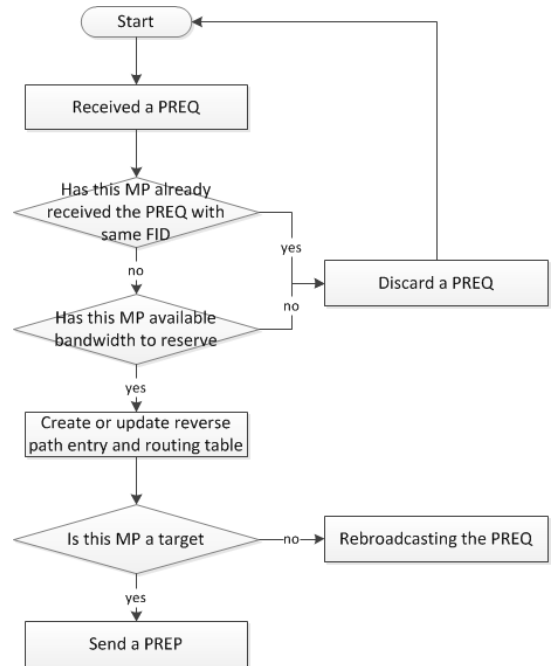 Start
Received a PREQ
Has this MP already
received the PREQ with
same FID
yes
no
Discard a PREQ
no
Has this MP available
bandwidth to reserve
yes
Create or update reverse
path entry and routing table
Is this MP a target
no
Rebroadcasting the PREQ
yes
Send a PREP